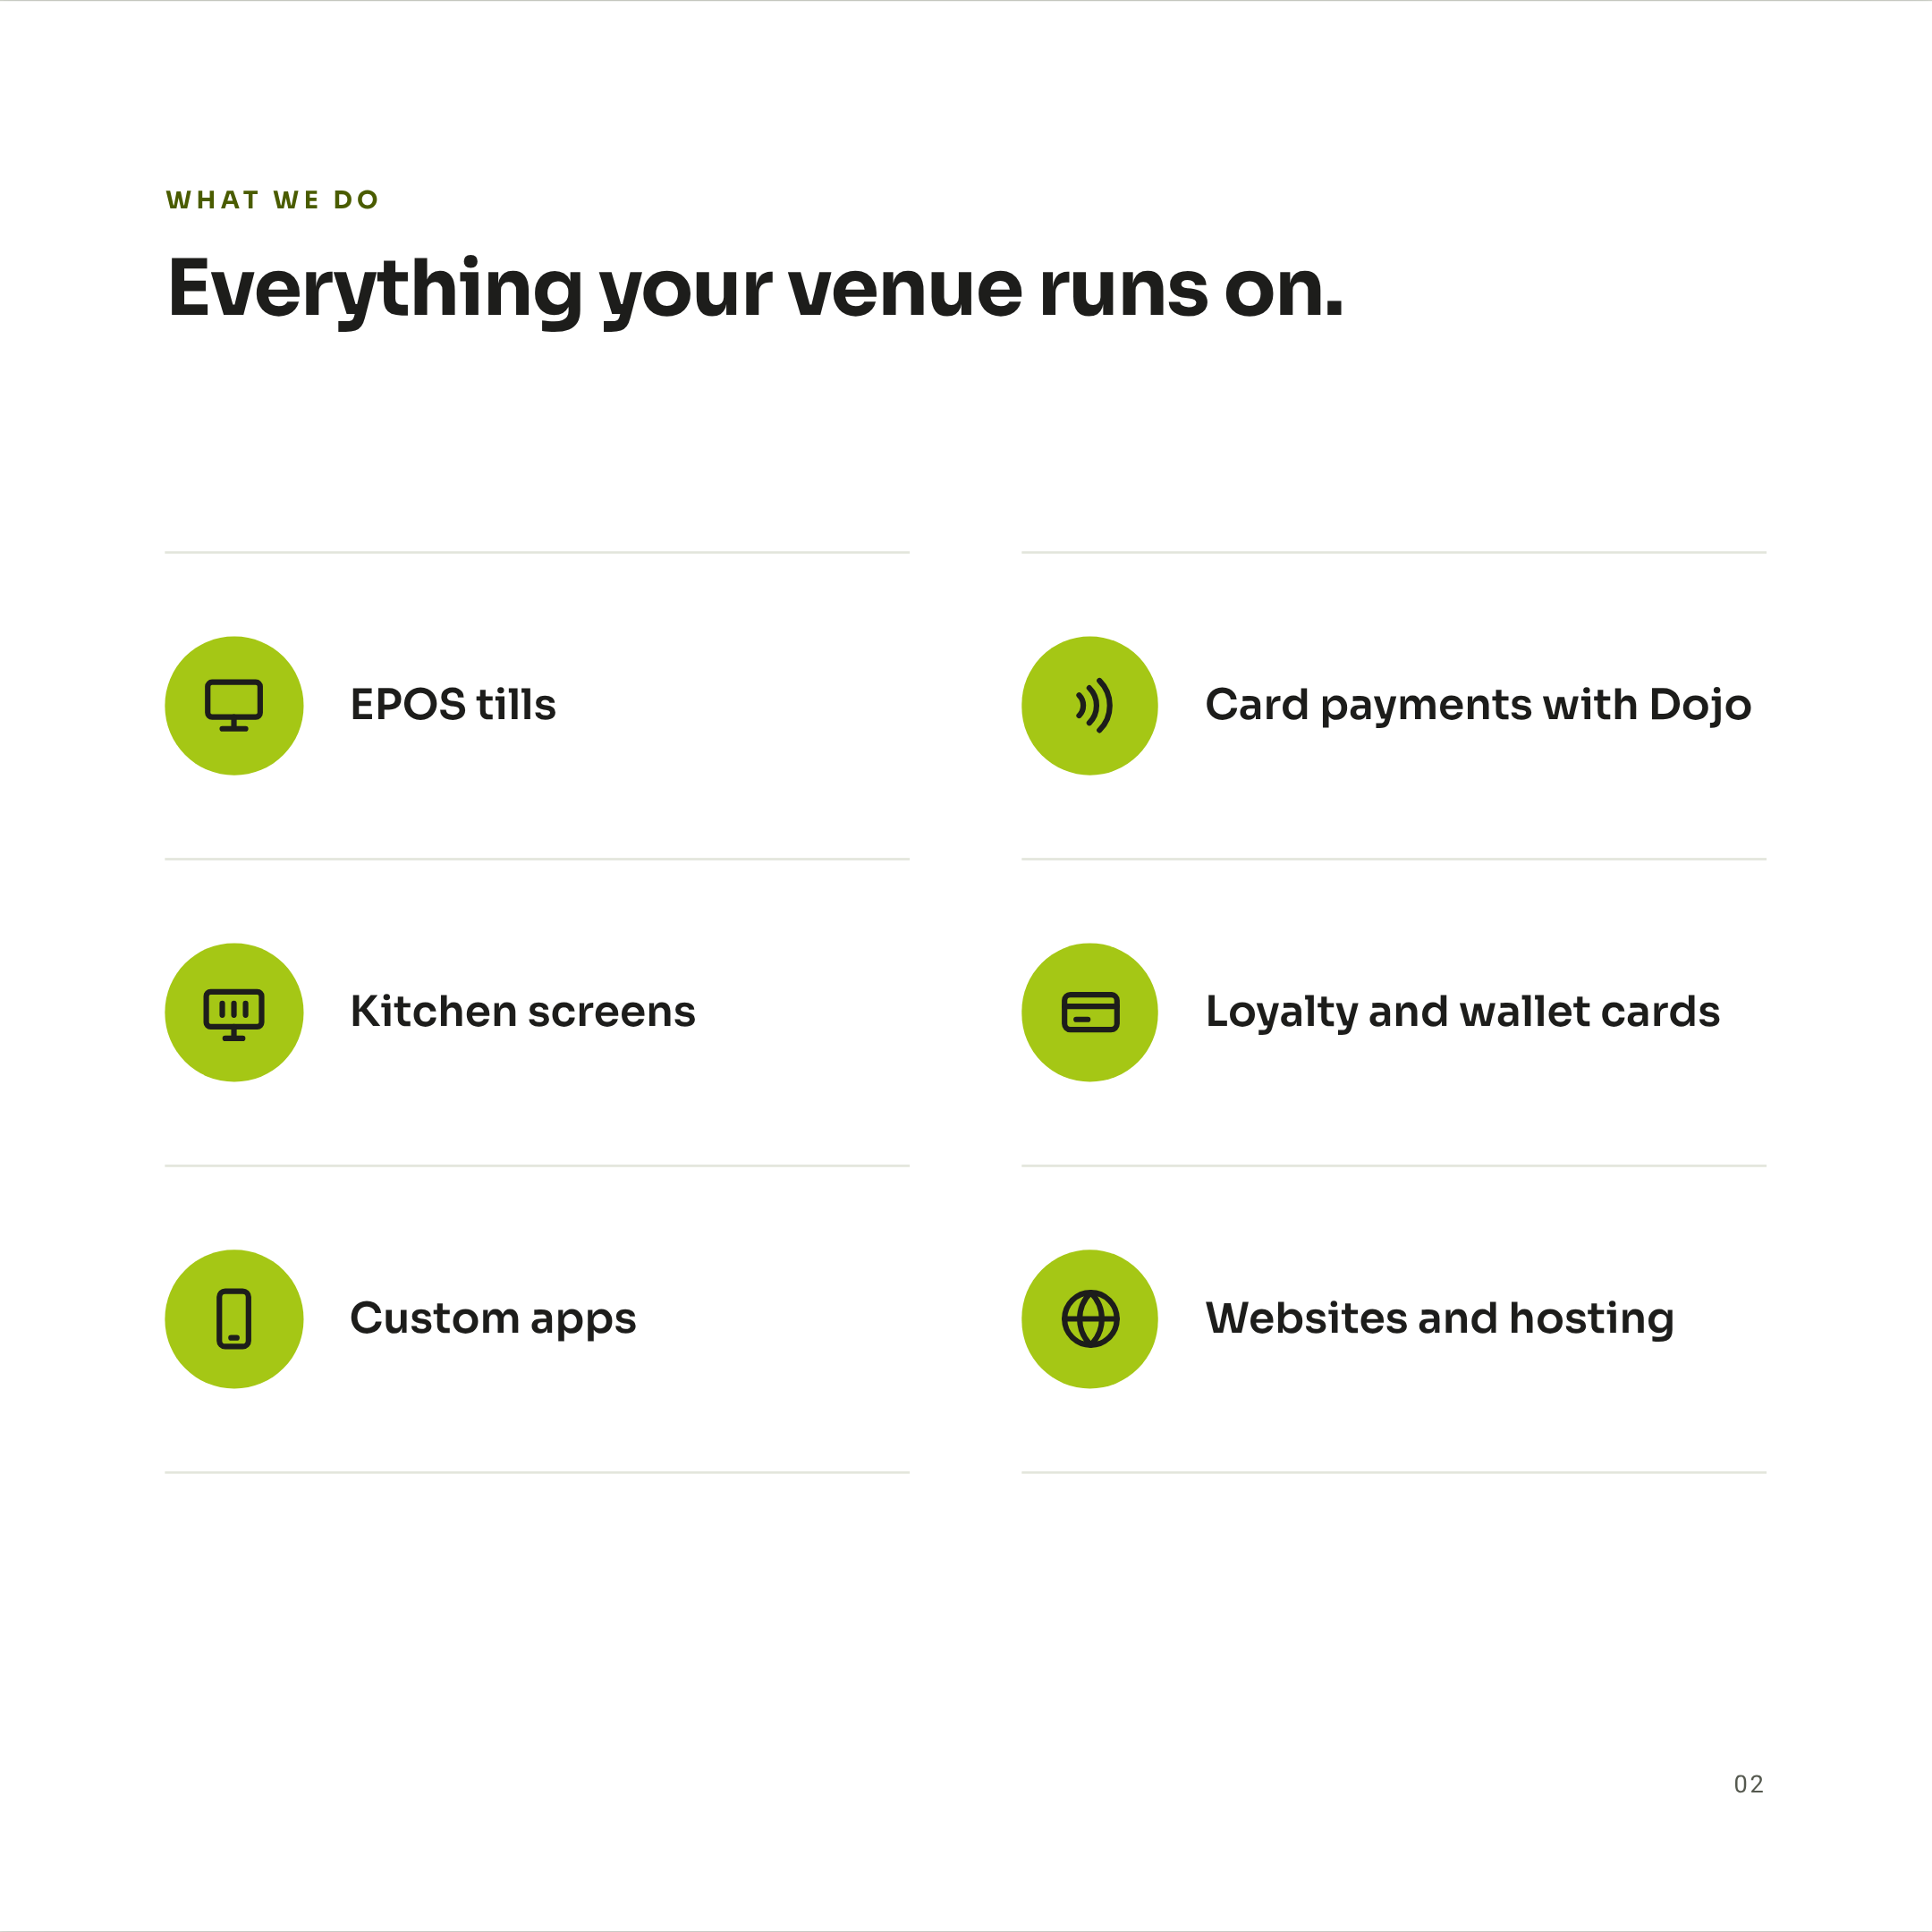 WHAT WE DO
Everything your venue runs on.
EPOS tills
Card payments with Dojo
Kitchen screens
Loyalty and wallet cards
Custom apps
Websites and hosting
02